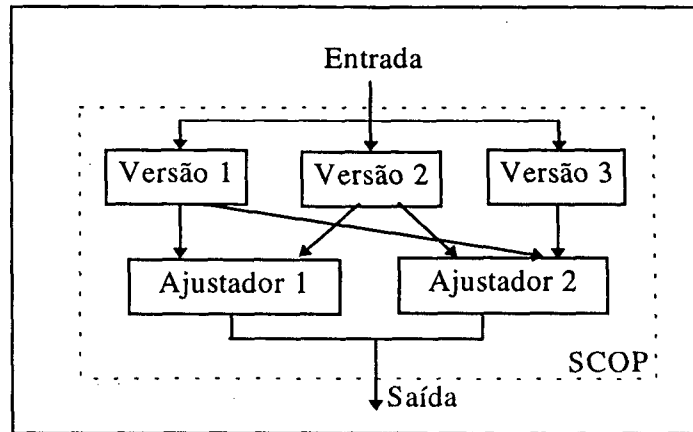 Entrada
Versão 1
Versão 2
Versão 3
Ajustador 1
Ajustador 2
SCOP
Saída